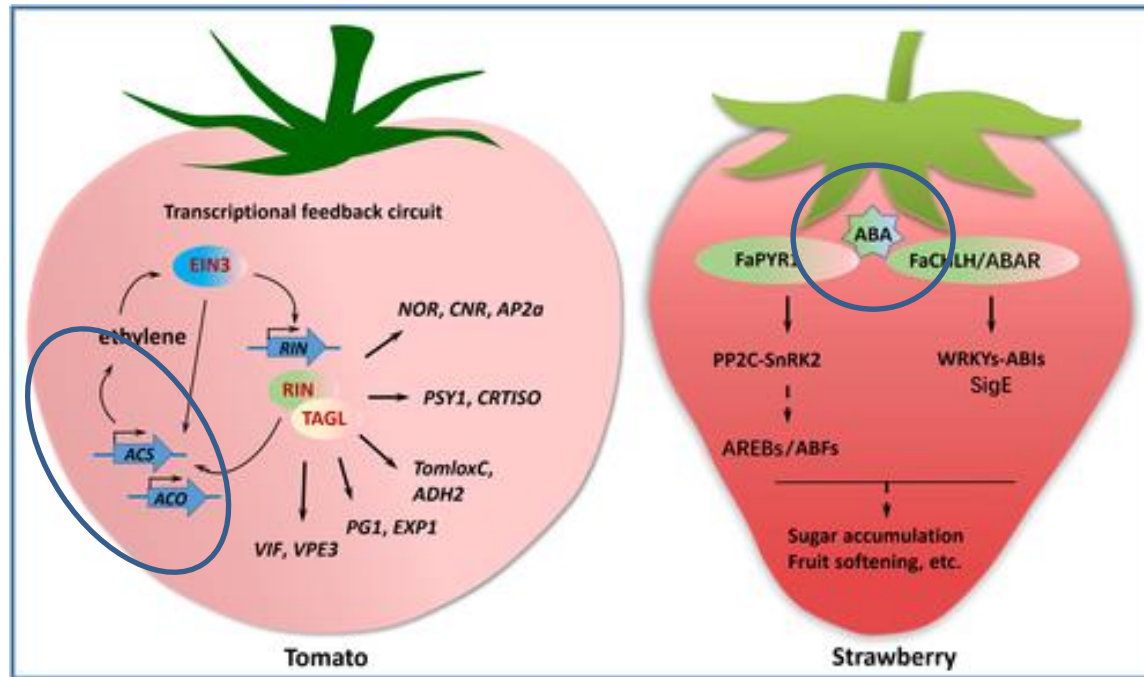 Transcriptional feedback circuit
EIN3
ethylene
RIN
RIN
TAGL
ACS
ACO
NOR, CNR, AP2a
PSY1, CRTISO
TomloxC,
ADH2
PG1, EXP1
VIF, VPE3
Tomato
ABA
FaCHLH/ABAR
PP2C-SnRK2
WRKYs-ABIs
SigE
AREBs/ABFs
Sugar accumulation
Fruit softening, etc.
Strawberry